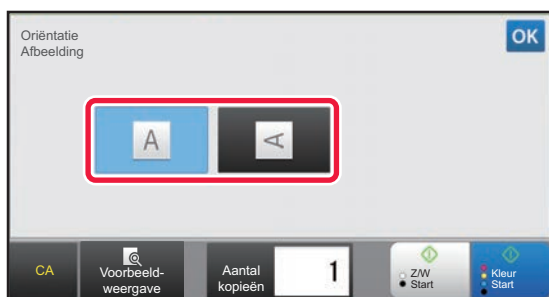 Oriëntatie
Afbeelding
OK
A
A
CA
Voorbeeld-
weergave
Aantal
kopieën
1
Z/W
Start
Kleur
Start